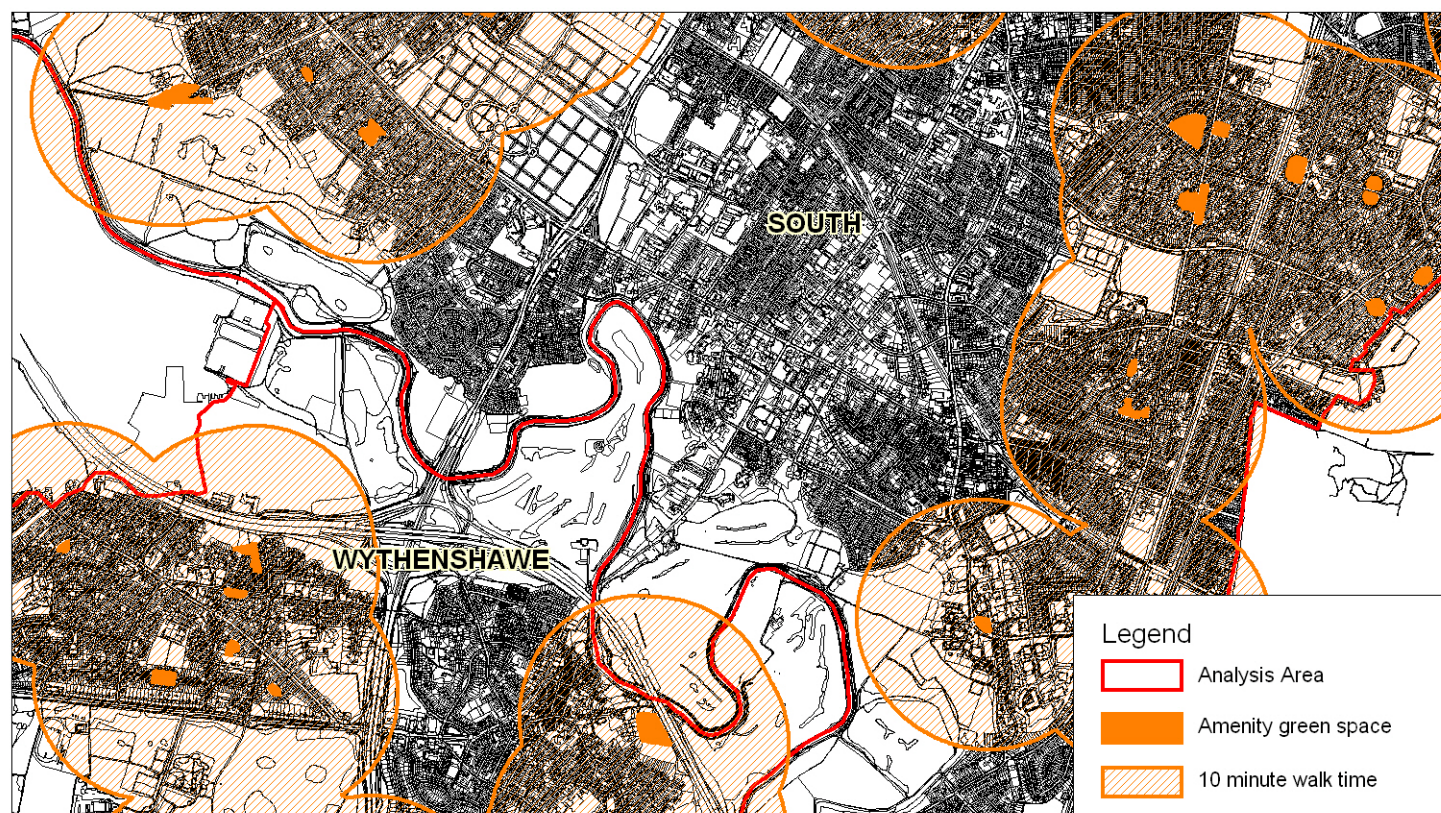 SOUTH
WYTHENSHAWE
Legend
Analysis Area
Amenity green space
10 minute walk time